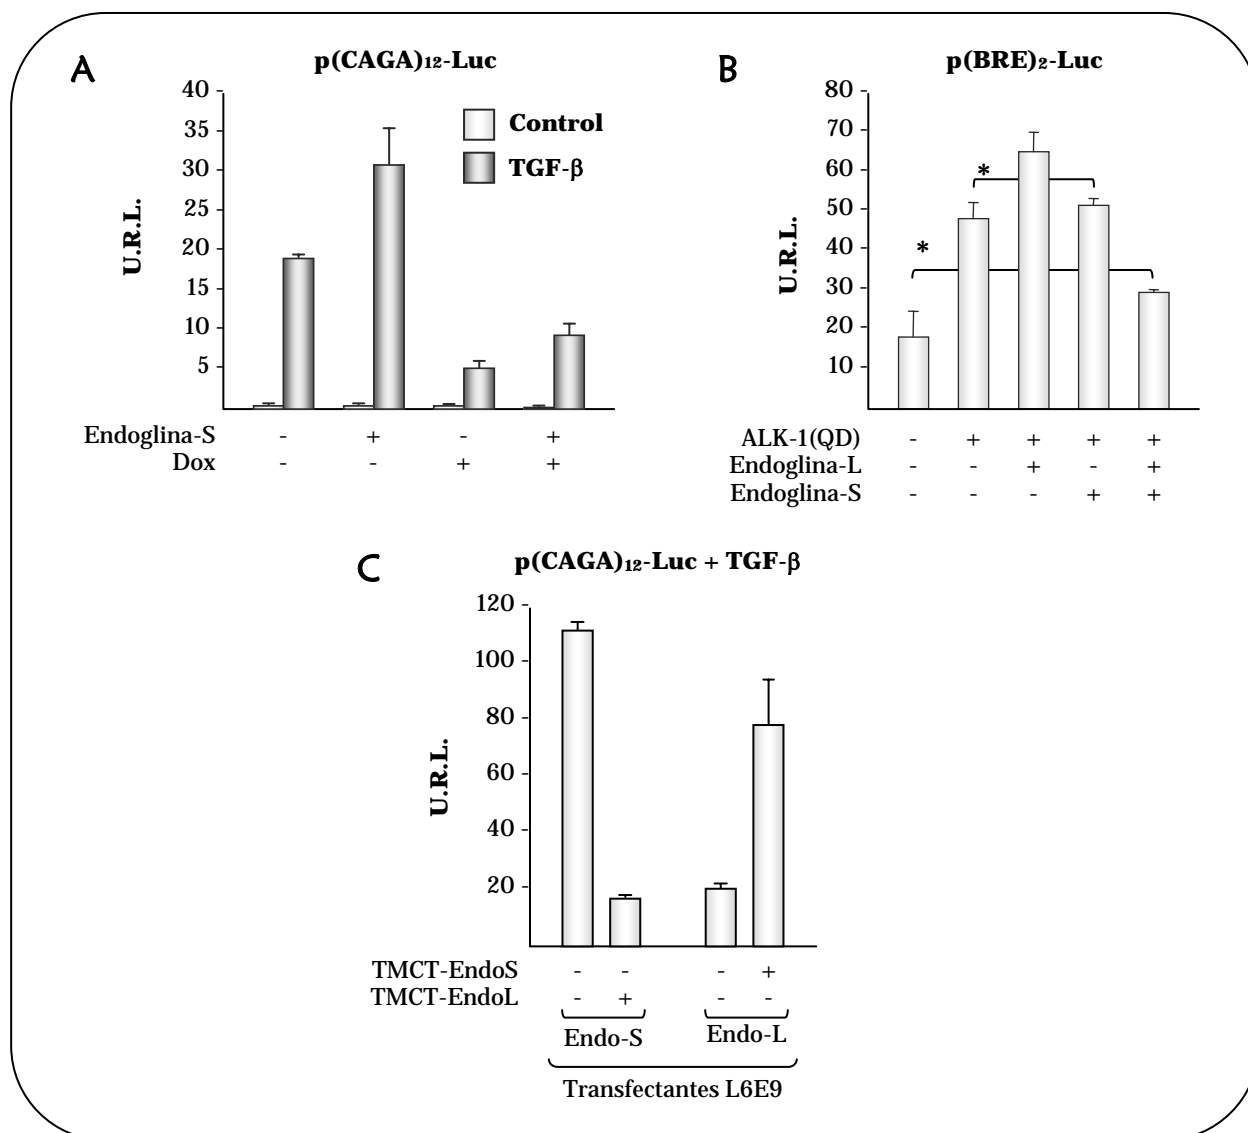 A
p(CAGA)12-Luc
40
35
30
25
20
15
10
5
U.R.L.
Control
TGF-β
Endoglina-S - + - +
Dox - - + +
B
p(BRE)2-Luc
80
70
60
50
40
30
20
10
U.R.L.
*
*
ALK-1(QD) - + + + +
Endoglina-L - - + - +
Endoglina-S - - - + +
C
p(CAGA)12-Luc + TGF-β
120
100
80
60
40
20
U.R.L.
TMCT-EndoS - - - +
TMCT-EndoL - + - -
Endo-S Endo-L
Transfectantes L6E9